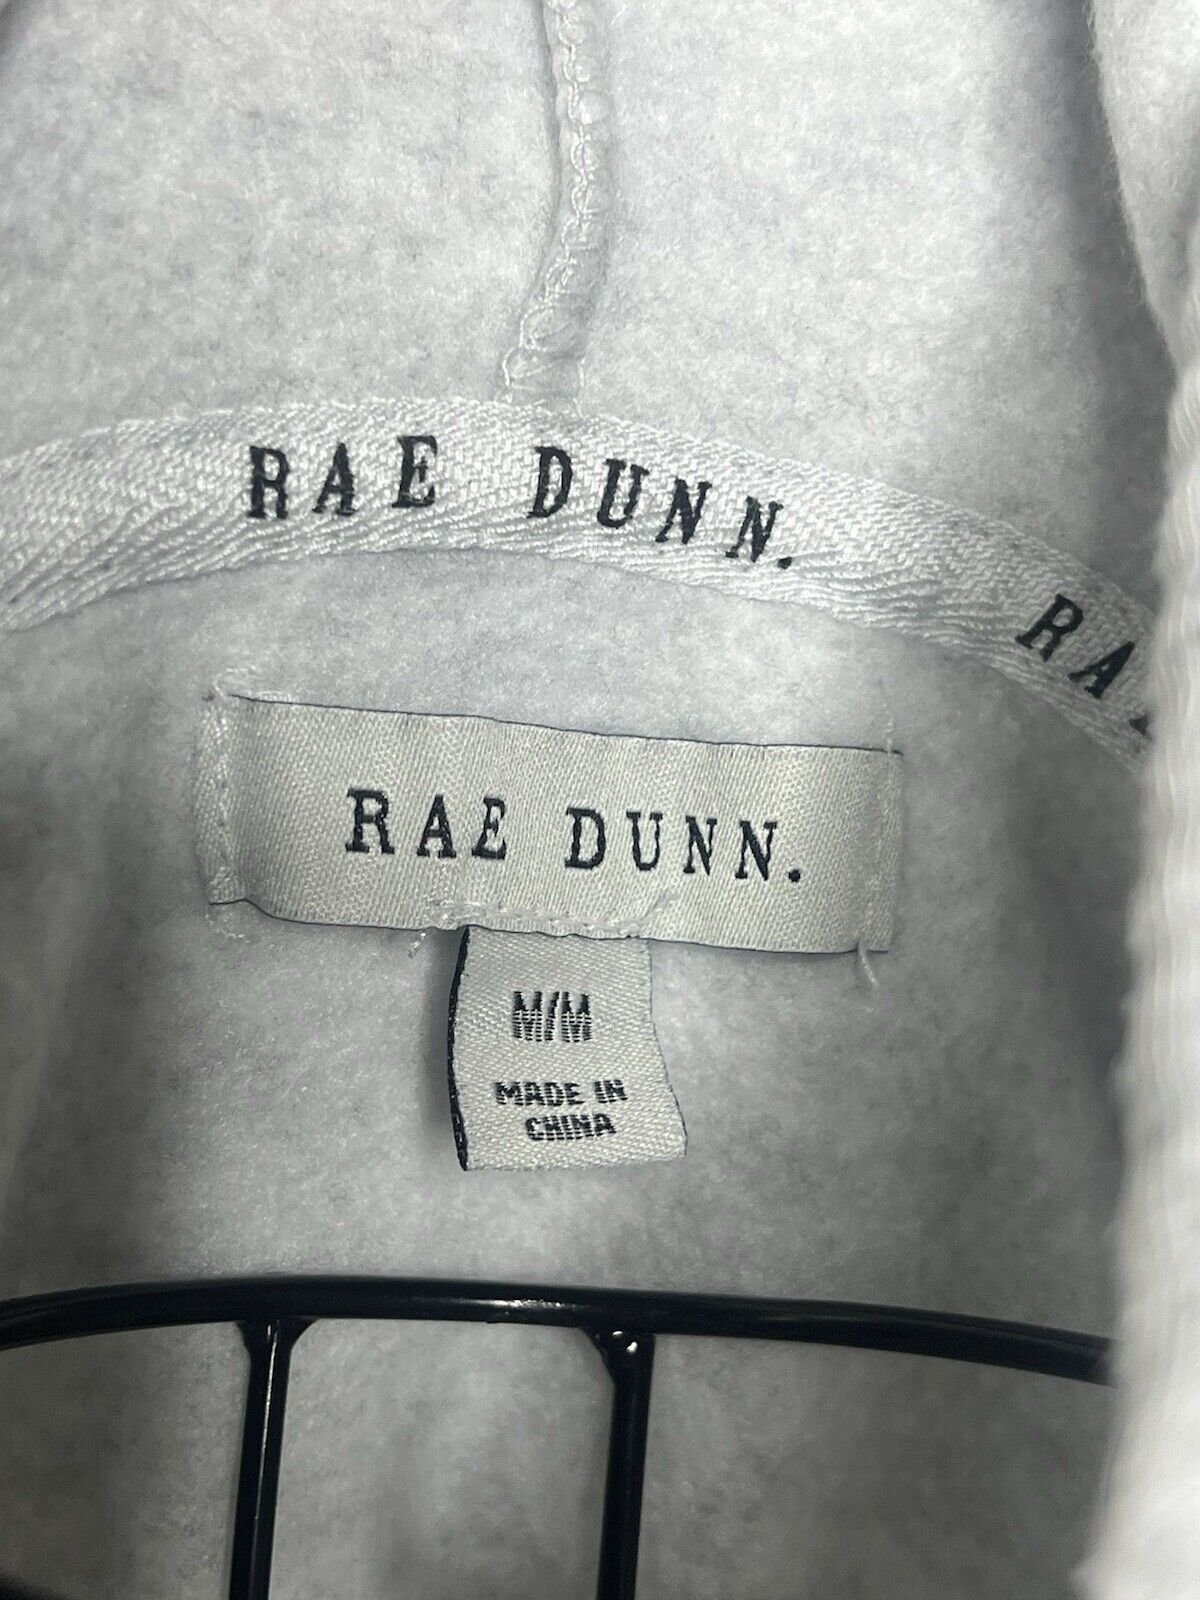 RAE DUNN.
RA
RAE DUNN.
M/M
MADE IN
CHINA